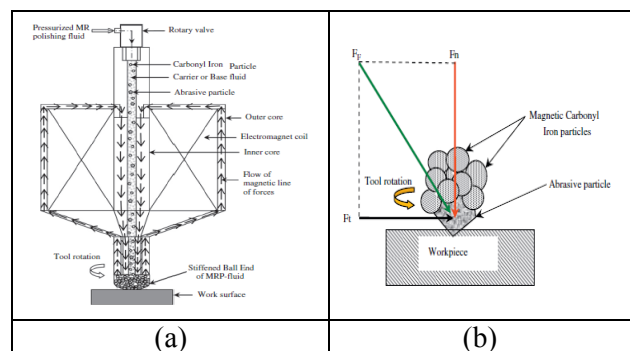 Pressurized MR
polishing fluid
Rotary valve
Carbonyl Iron Particle
Carrier or Base fluid
Abrasive particle
Outer core
Electromagnet coil
Inner core
Flow of
magnetic line
of forces
Tool rotation
Stiffened Ball End
of MRP-fluid
Work surface
(a)
F_F
Fn
Magnetic Carbonyl
Iron particles
Tool rotation
Abrasive particle
Ft
Workpiece
(b)